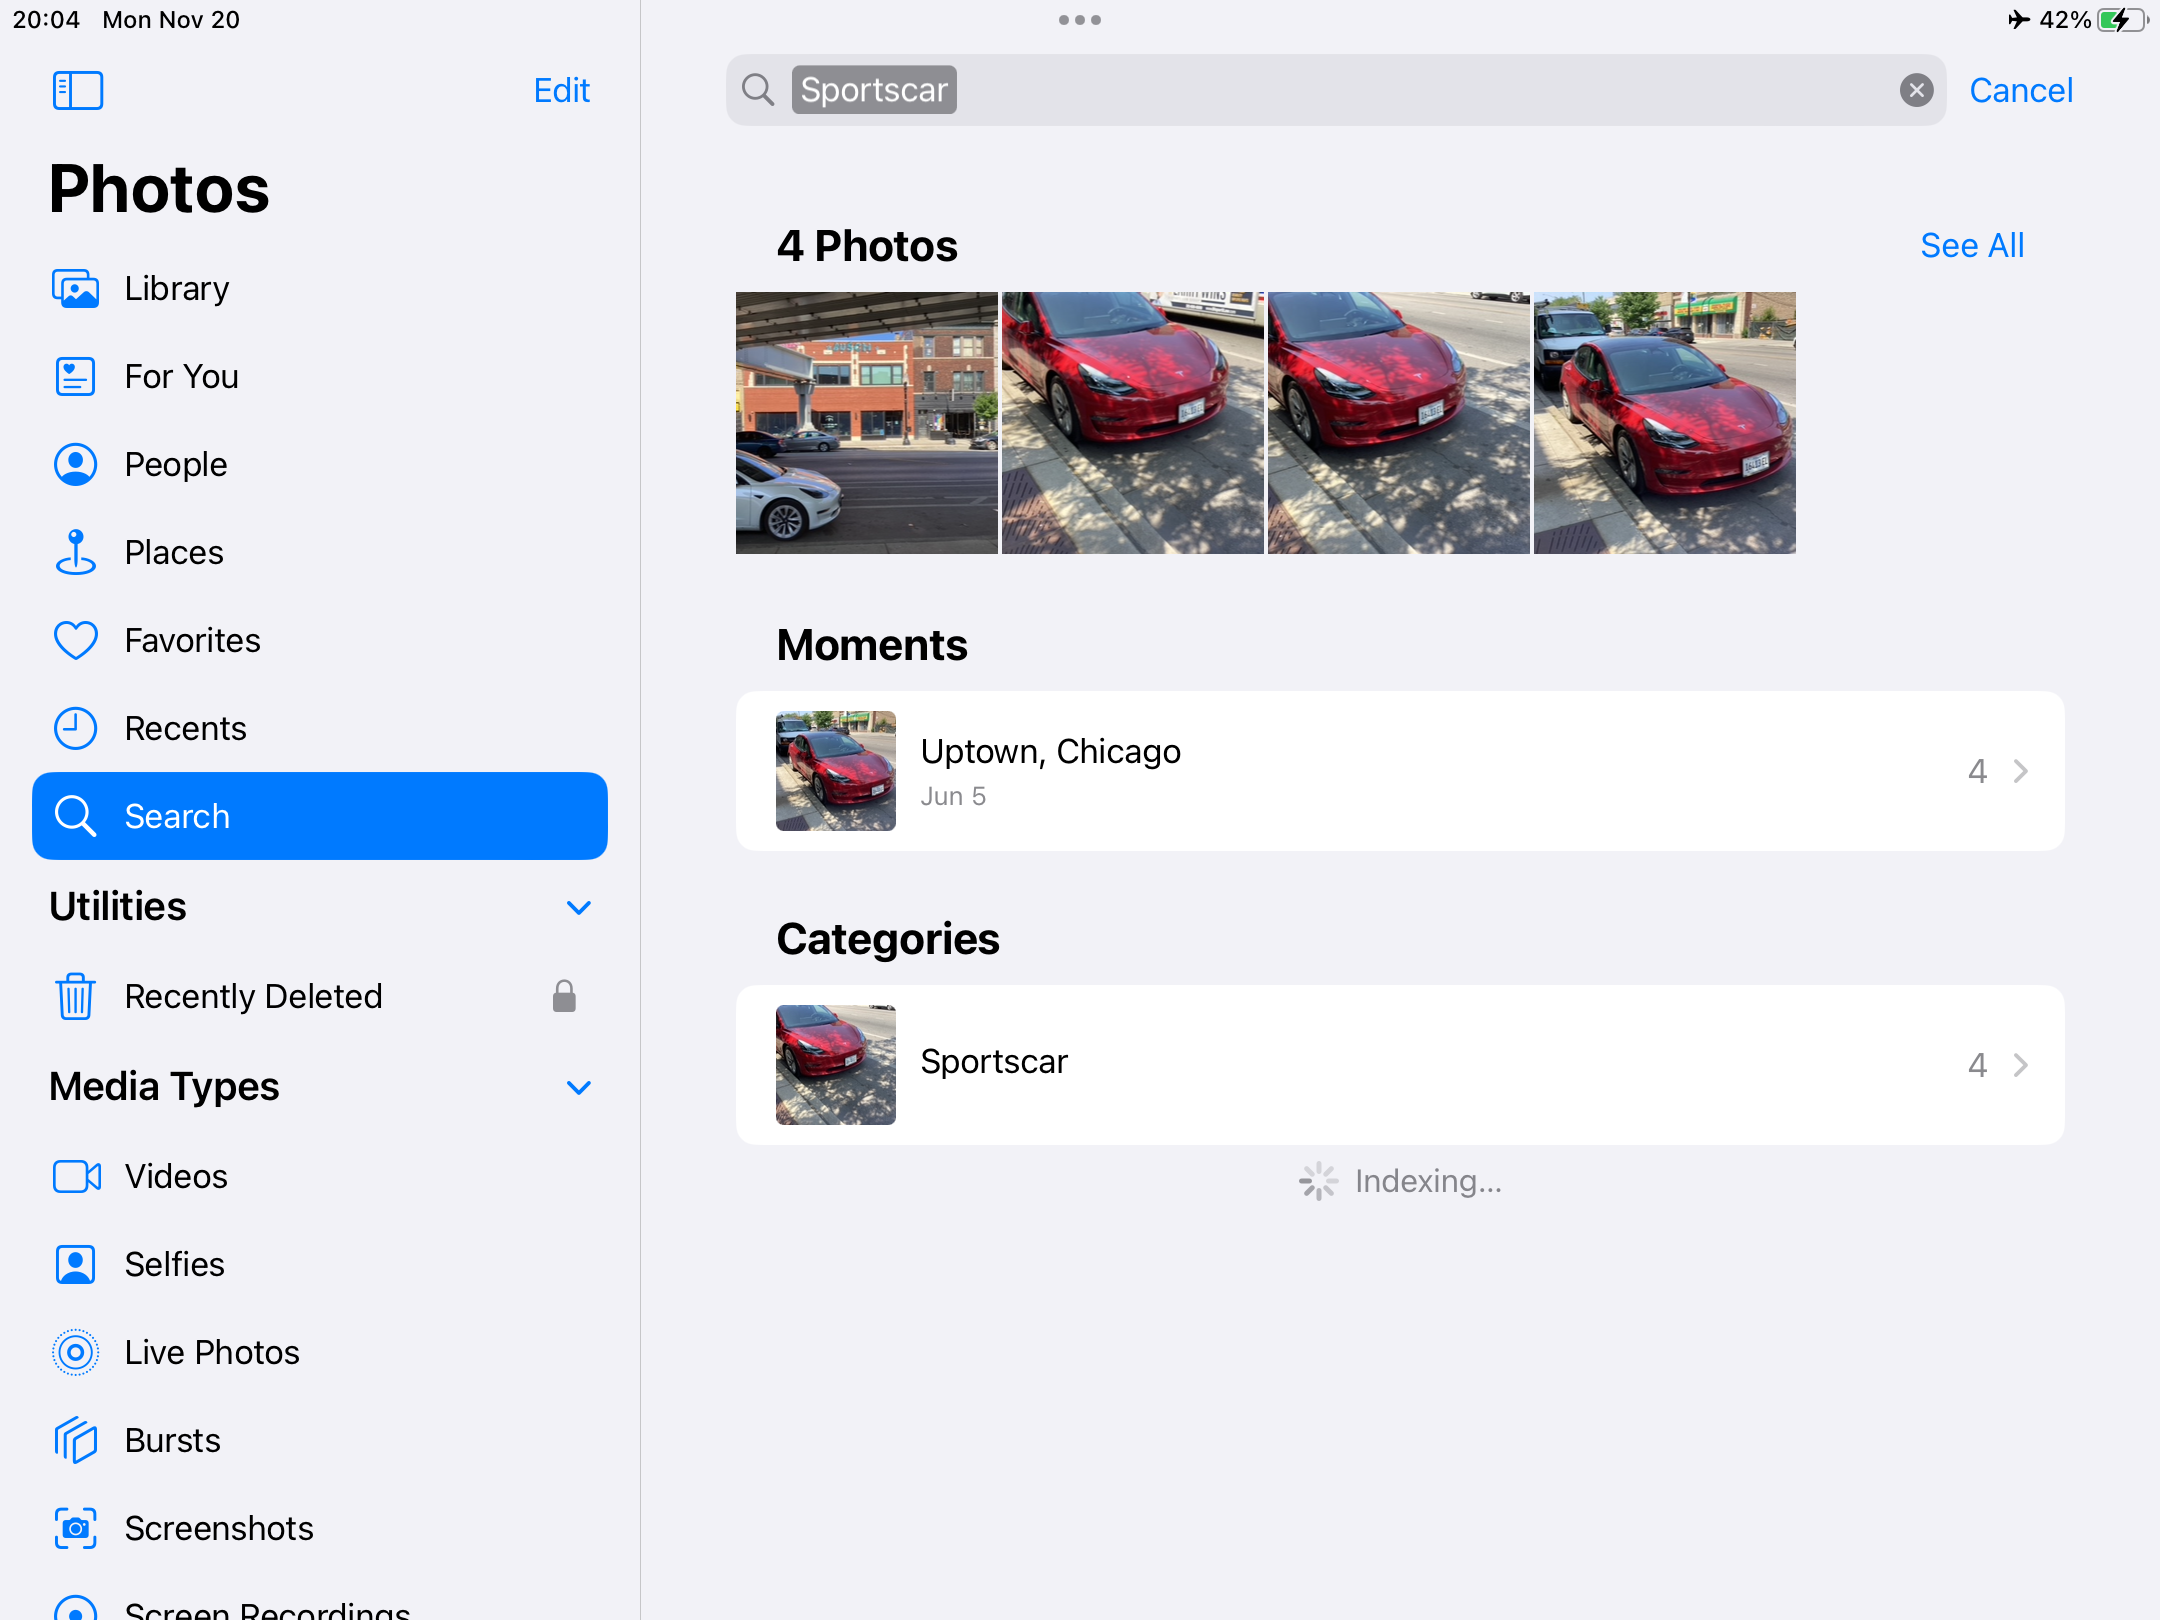 20:04 Mon Nov 20
42%
Edit
Photos
Library
For You
People
Places
Favorites
Recents
Search
Utilities
Recently Deleted
Media Types
Videos
Selfies
Live Photos
Bursts
Screenshots
Screen Recordings
Sportscar
Cancel
4 Photos
See All
Moments
Uptown, Chicago
Jun 5
4
Categories
Sportscar
4
Indexing...